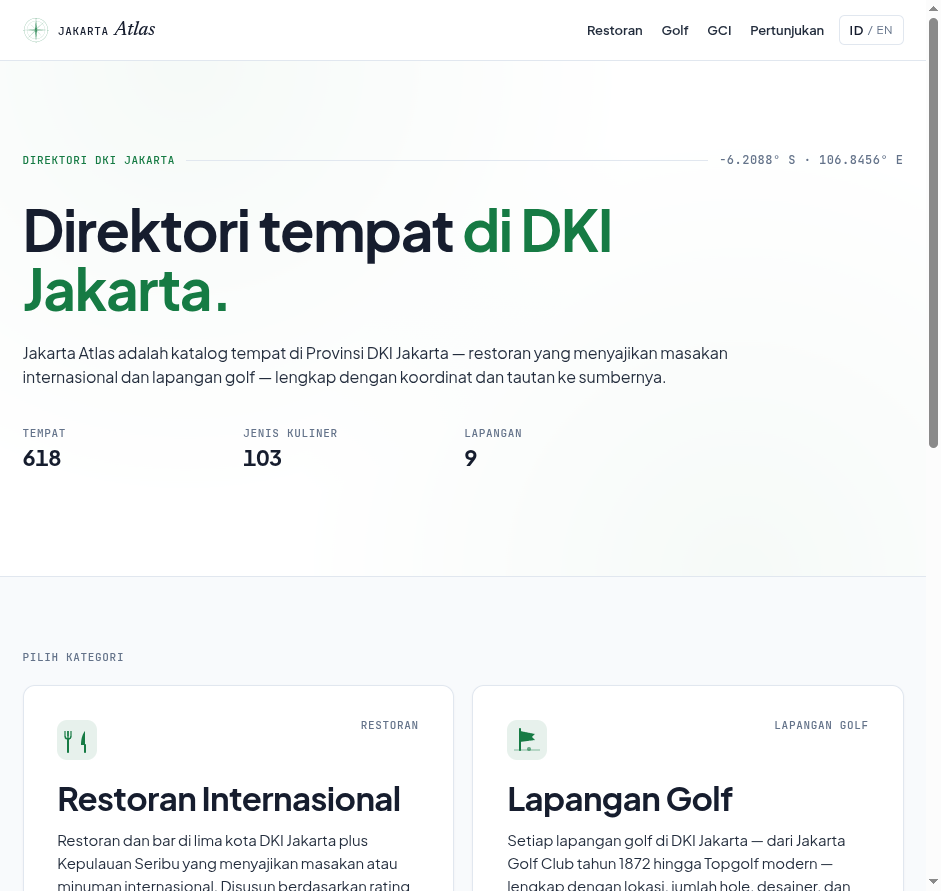 JAKARTA Atlas
Restoran Golf GCI Pertunjukan ID / EN
DIREKTORI DKI JAKARTA
-6.2088° S · 106.8456° E
Direktori tempat di DKI
Jakarta.
Jakarta Atlas adalah katalog tempat di Provinsi DKI Jakarta — restoran yang menyajikan masakan
internasional dan lapangan golf — lengkap dengan koordinat dan tautan ke sumbernya.
TEMPAT
618
JENIS KULINER
103
LAPANGAN
9
PILIH KATEGORI
RESTORAN
Restoran Internasional
Restoran dan bar di lima kota DKI Jakarta plus
Kepulauan Seribu yang menyajikan masakan atau
minuman internasional. Disusun berdasarkan rating
LAPANGAN GOLF
Lapangan Golf
Setiap lapangan golf di DKI Jakarta — dari Jakarta
Golf Club tahun 1872 hingga Topgolf modern —
lengkap dengan lokasi, jumlah hole, desainer, dan